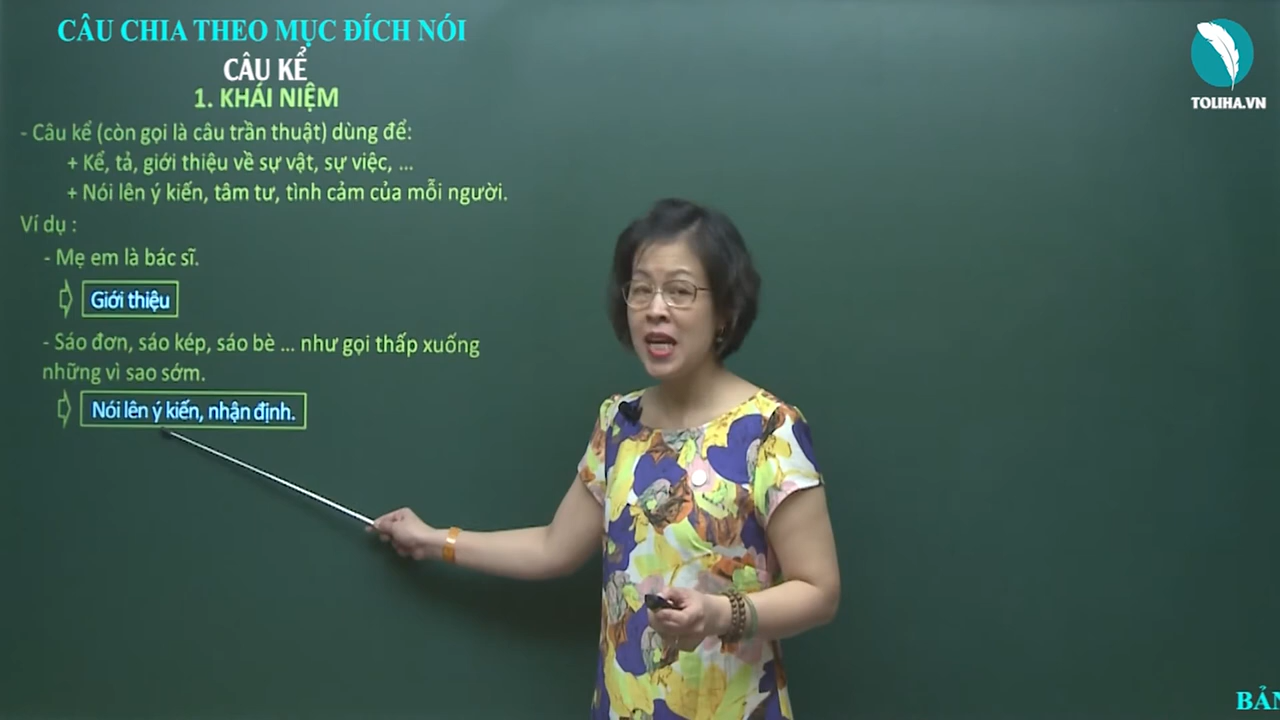 CÂU CHIA THEO MỤC ĐÍCH NÓI
CÂU KỂ
1. KHÁI NIỆM
- Câu kể (còn gọi là câu trần thuật) dùng để:
+ Kể, tả, giới thiệu về sự vật, sự việc, ...
+ Nói lên ý kiến, tâm tư, tình cảm của mỗi người.
Ví dụ :
- Mẹ em là bác sĩ.
Giới thiệu
- Sáo đơn, sáo kép, sáo bè ... như gọi thấp xuống
những vì sao sớm.
Nói lên ý kiến, nhận định.
TOLIHA.VN